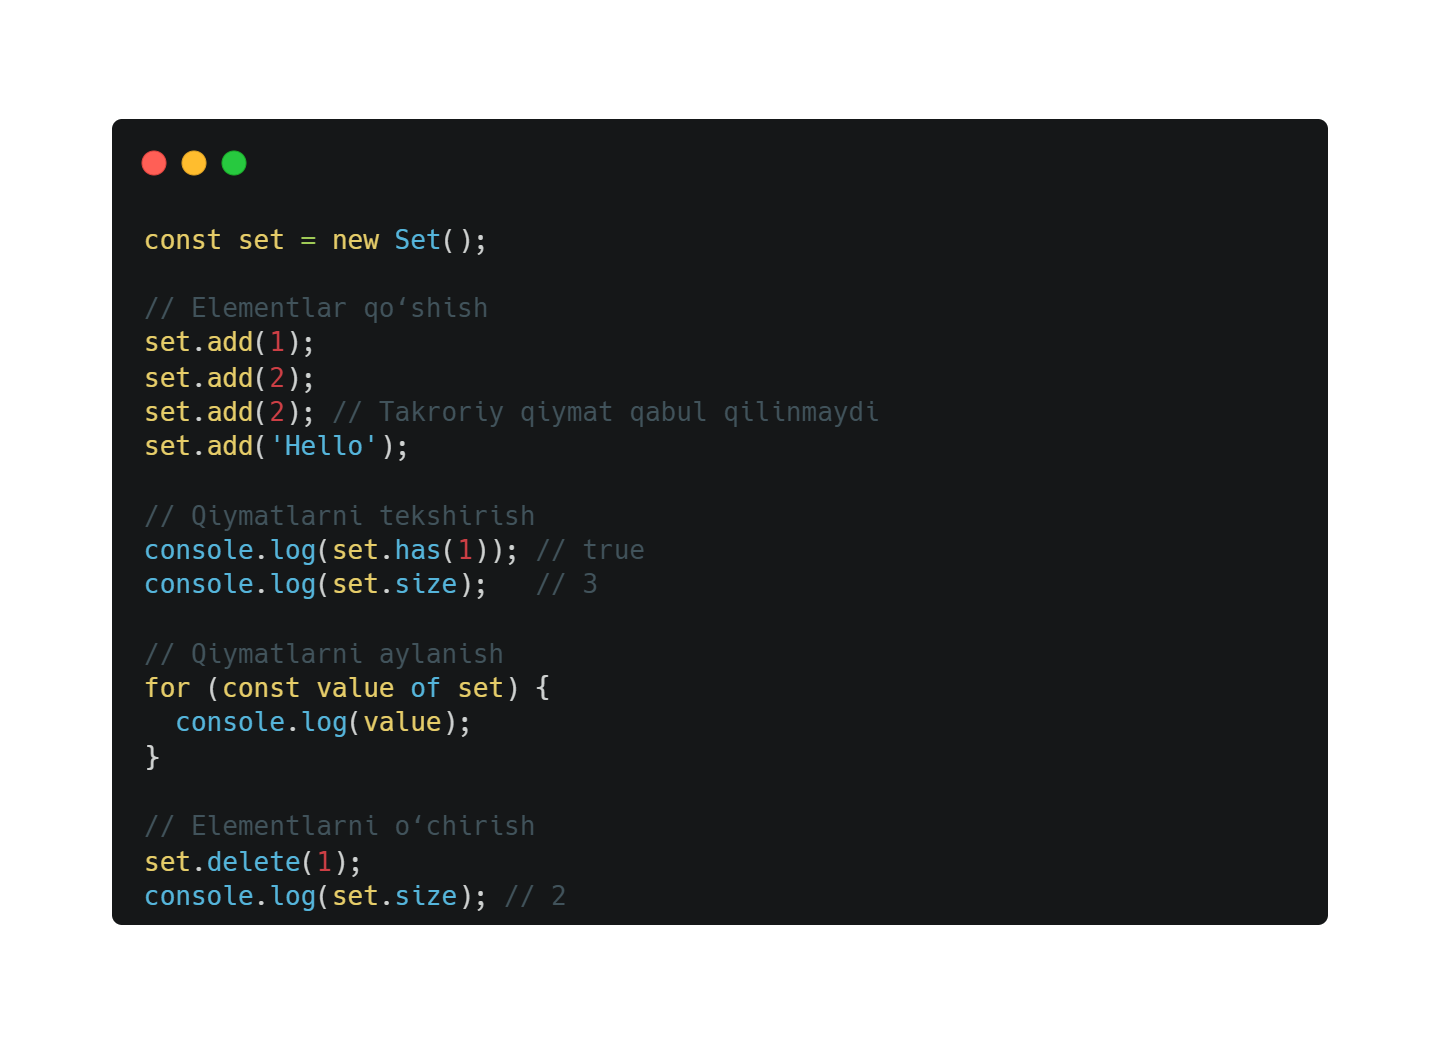 const set = new Set();
// Elementlar qo‘shish
set.add(1);
set.add(2);
set.add(2); // Takroriy qiymat qabul qilinmaydi
set.add('Hello');
// Qiymatlarni tekshirish
console.log(set.has(1)); // true
console.log(set.size);   // 3
// Qiymatlarni aylanish
for (const value of set) {
  console.log(value);
}
// Elementlarni o‘chirish
set.delete(1);
console.log(set.size); // 2